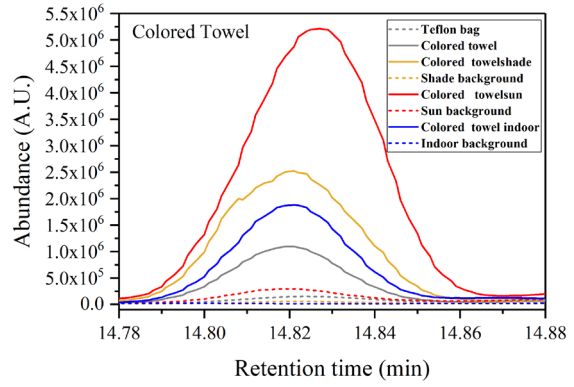 Colored Towel
Teflon bag
Colored towel
Colored towelshade
Shade background
Colored towelsun
Sun background
Colored towel indoor
Indoor background
Abundance (A.U.)
5.5x10⁶
5.0x10⁶
4.5x10⁶
4.0x10⁶
3.5x10⁶
3.0x10⁶
2.5x10⁶
2.0x10⁶
1.5x10⁶
1.0x10⁶
5.0x10⁵
0.0
14.78 14.80 14.82 14.84 14.86 14.88
Retention time (min)